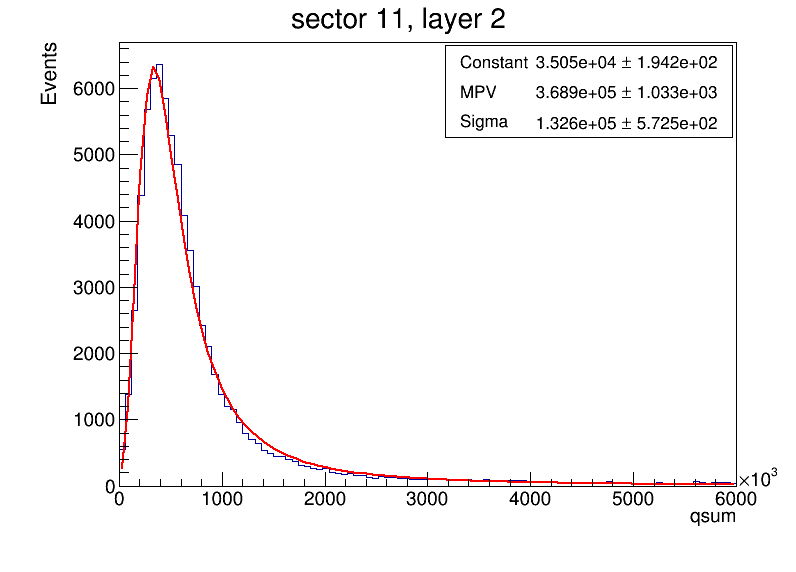 sector 11, layer 2
Events
Constant 3.505e+04 ± 1.942e+02
MPV 3.689e+05 ± 1.033e+03
Sigma 1.326e+05 ± 5.725e+02
6000
5000
4000
3000
2000
1000
0
0 1000 2000 3000 4000 5000 6000
×10³
qsum